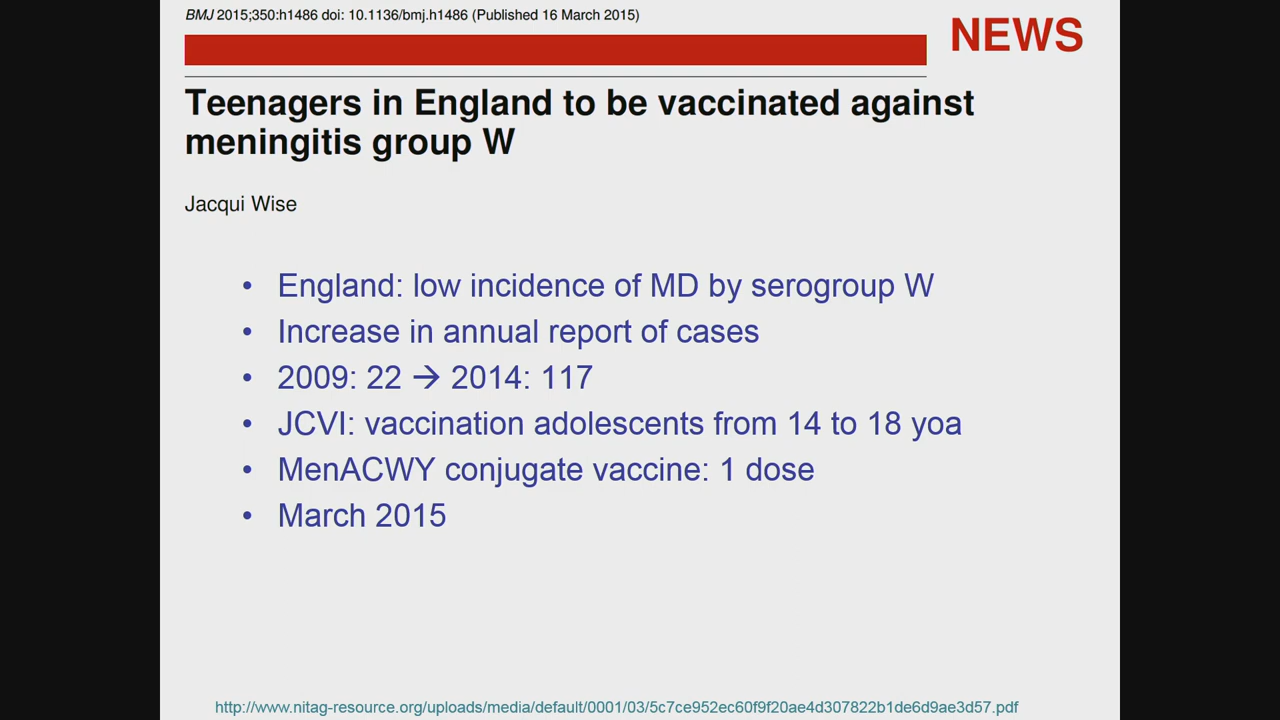 BMJ 2015;350:h1486 doi: 10.1136/bmj.h1486 (Published 16 March 2015)
NEWS
Teenagers in England to be vaccinated against
meningitis group W
Jacqui Wise
• England: low incidence of MD by serogroup W
• Increase in annual report of cases
• 2009: 22 → 2014: 117
• JCVI: vaccination adolescents from 14 to 18 yoa
• MenACWY conjugate vaccine: 1 dose
• March 2015
http://www.nitag-resource.org/uploads/media/default/0001/03/5c7ce952ec60f9f20ae4d307822b1de6d9ae3d57.pdf